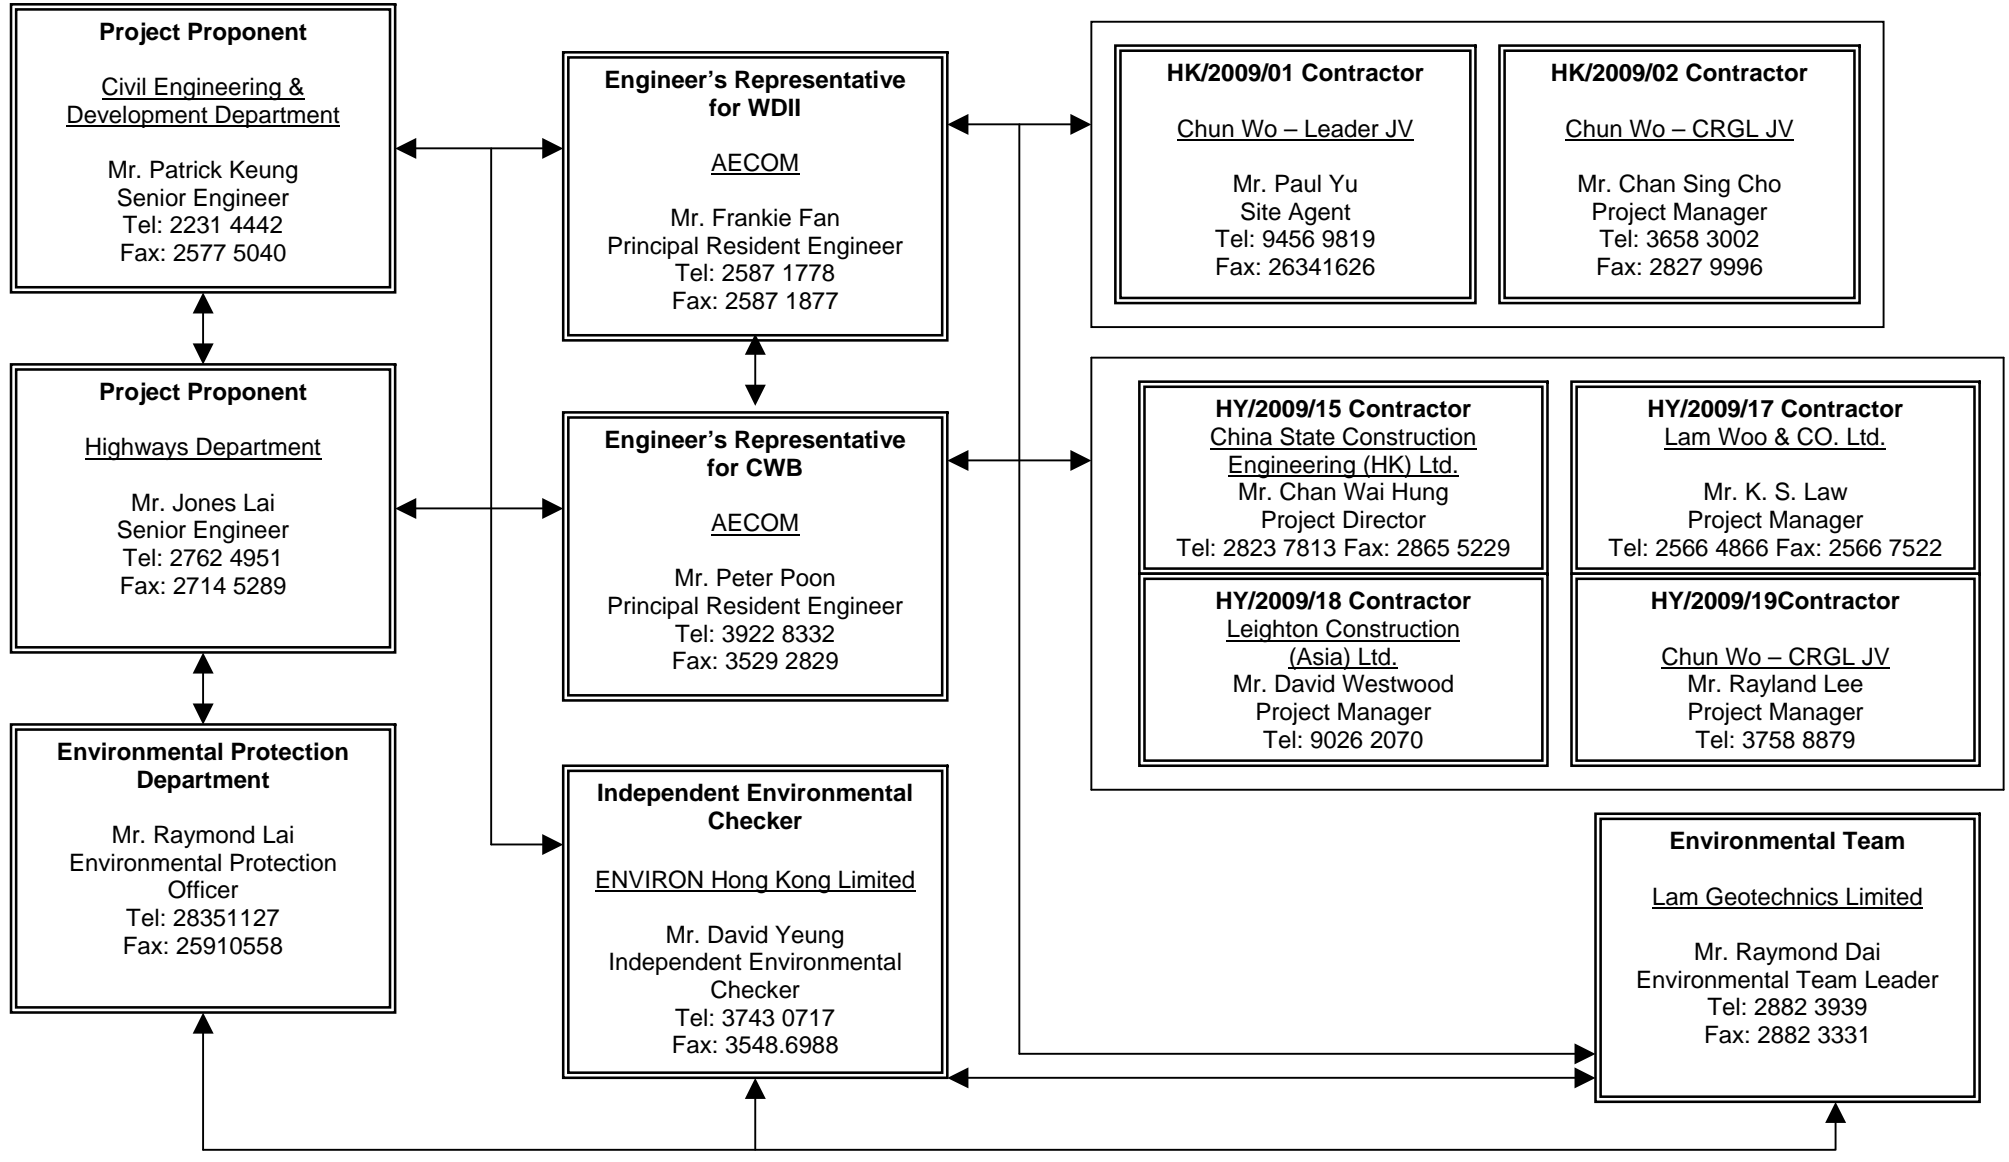 Project Proponent
Civil Engineering &
Development Department
Mr. Patrick Keung
Senior Engineer
Tel: 2231 4442
Fax: 2577 5040
Project Proponent
Highways Department
Mr. Jones Lai
Senior Engineer
Tel: 2762 4951
Fax: 2714 5289
Environmental Protection
Department
Mr. Raymond Lai
Environmental Protection
Officer
Tel: 28351127
Fax: 25910558
Engineer’s Representative
for WDII
AECOM
Mr. Frankie Fan
Principal Resident Engineer
Tel: 2587 1778
Fax: 2587 1877
Engineer’s Representative
for CWB
AECOM
Mr. Peter Poon
Principal Resident Engineer
Tel: 3922 8332
Fax: 3529 2829
Independent Environmental
Checker
ENVIRON Hong Kong Limited
Mr. David Yeung
Independent Environmental
Checker
Tel: 3743 0717
Fax: 3548.6988
HK/2009/01 Contractor
Chun Wo – Leader JV
Mr. Paul Yu
Site Agent
Tel: 9456 9819
Fax: 26341626
HK/2009/02 Contractor
Chun Wo – CRGL JV
Mr. Chan Sing Cho
Project Manager
Tel: 3658 3002
Fax: 2827 9996
HY/2009/15 Contractor
China State Construction
Engineering (HK) Ltd.
Mr. Chan Wai Hung
Project Director
Tel: 2823 7813 Fax: 2865 5229
HY/2009/17 Contractor
Lam Woo & CO. Ltd.
Mr. K. S. Law
Project Manager
Tel: 2566 4866 Fax: 2566 7522
HY/2009/18 Contractor
Leighton Construction
(Asia) Ltd.
Mr. David Westwood
Project Manager
Tel: 9026 2070
HY/2009/19Contractor
Chun Wo – CRGL JV
Mr. Rayland Lee
Project Manager
Tel: 3758 8879
Environmental Team
Lam Geotechnics Limited
Mr. Raymond Dai
Environmental Team Leader
Tel: 2882 3939
Fax: 2882 3331